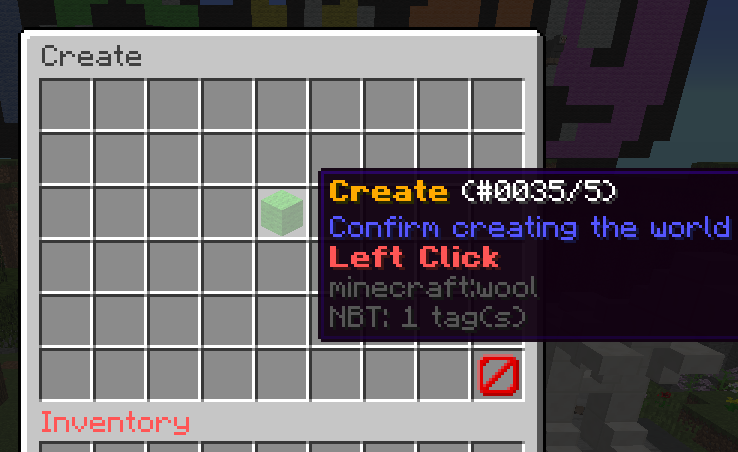 Create
Create (#0035/5)
Confirm creating the world
Left Click
minecraft:wool
NBT: 1 tag(s)
Inventory